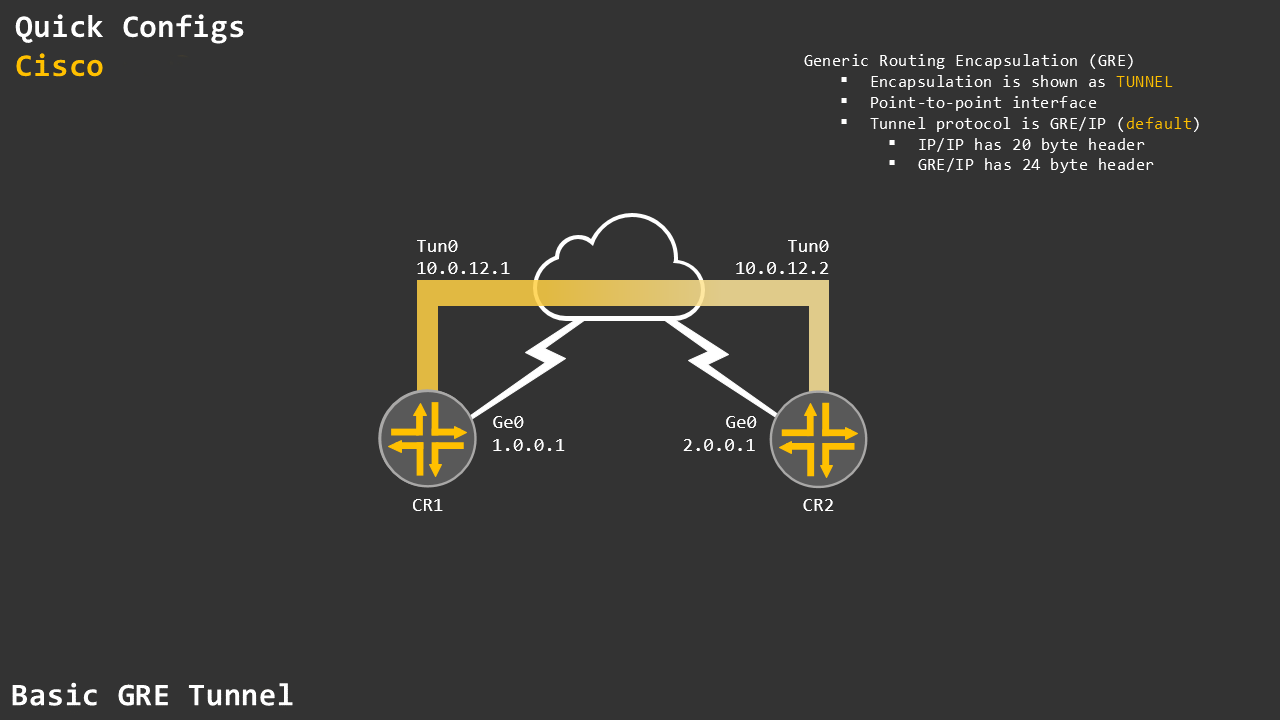 Quick Configs
Cisco
Generic Routing Encapsulation (GRE)
▪ Encapsulation is shown as TUNNEL
▪ Point-to-point interface
▪ Tunnel protocol is GRE/IP (default)
▪ IP/IP has 20 byte header
▪ GRE/IP has 24 byte header
Tun0
10.0.12.1
Tun0
10.0.12.2
Ge0
1.0.0.1
Ge0
2.0.0.1
CR1
CR2
Basic GRE Tunnel